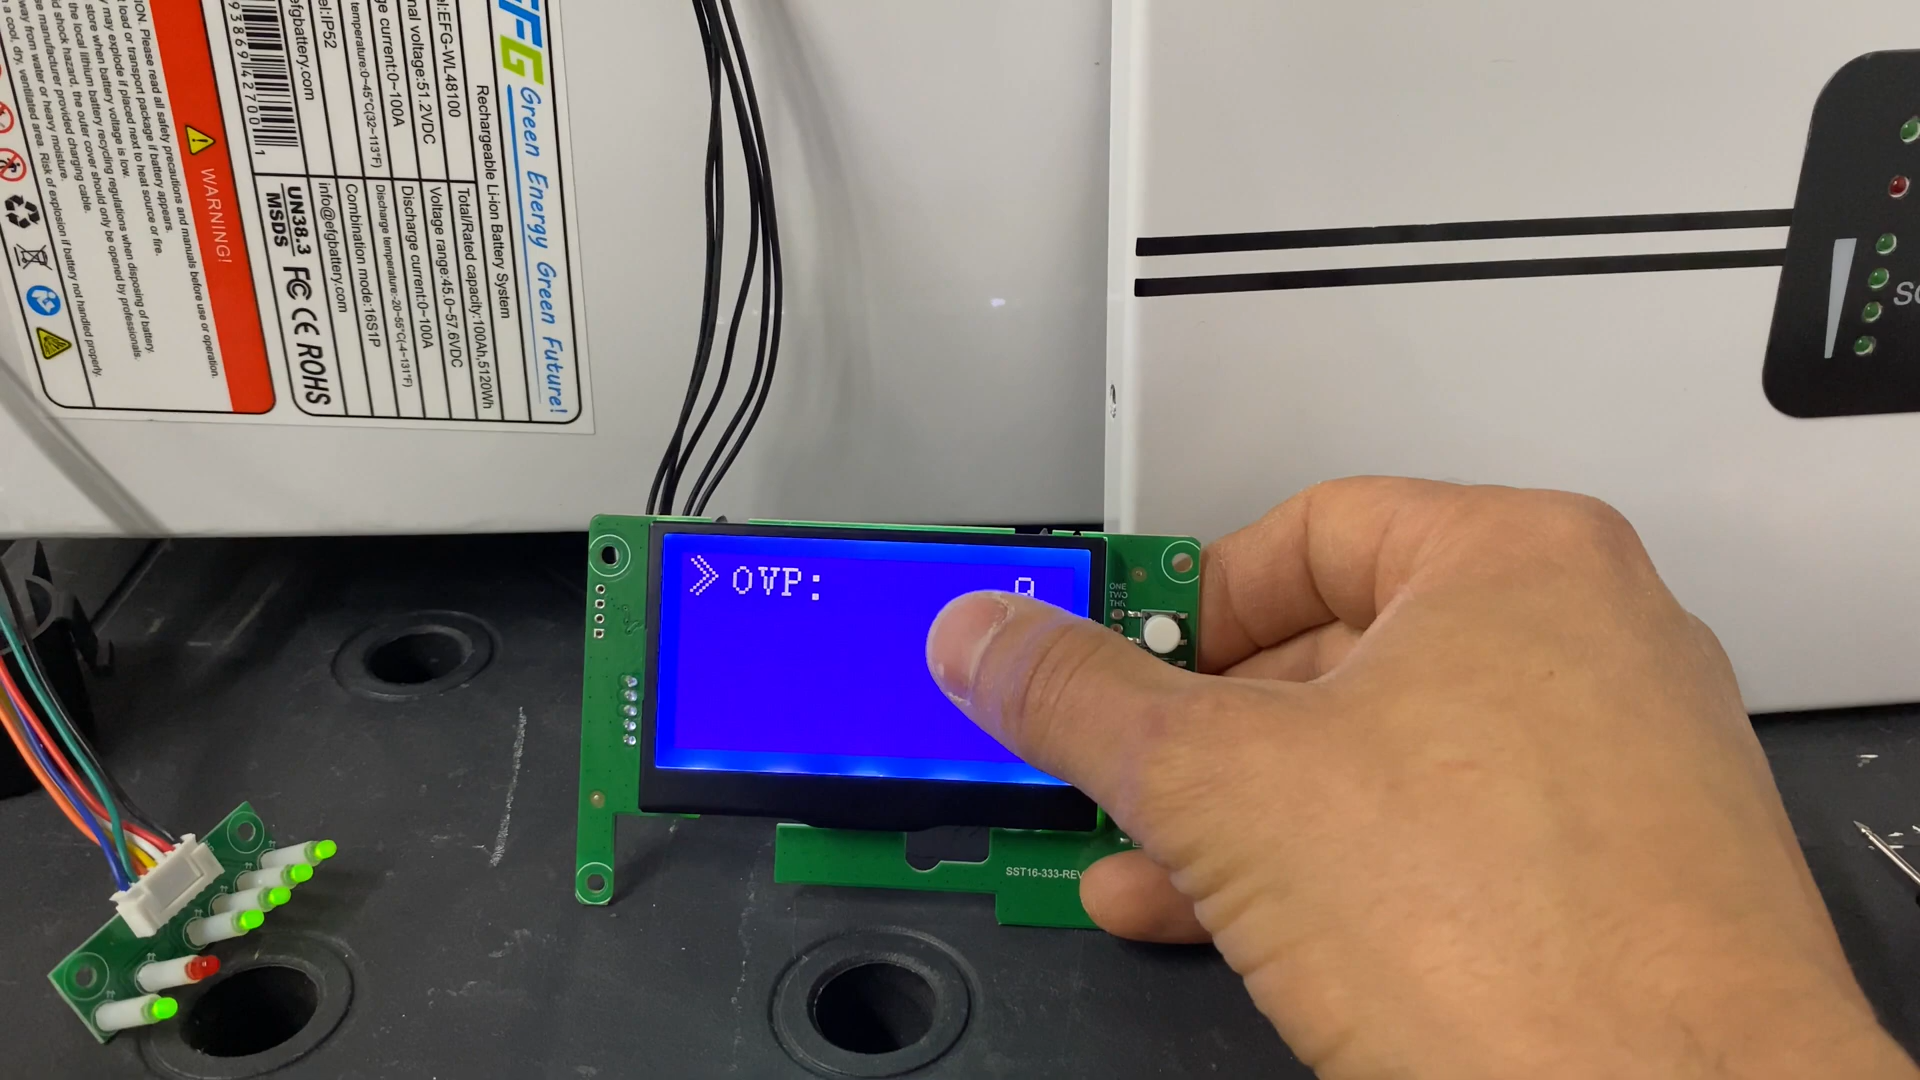 EFG Green Energy Green Future!
Rechargeable Li-ion Battery System
l:EFG-WL48100
Total/Rated capacity:100Ah,5120Wh
nal voltage:51.2VDC
Voltage range:45.0~57.6VDC
ge current:0~100A
Discharge current:0~100A
temperature:0~45°C(32~113°F)
Discharge temperature:-20~55°C(-4~131°F)
el:IP52
Combination mode:16S1P
efgbattery.com
info@efgbattery.com
93869142700 1
UN38.3
MSDS
FC CE ROHS
WARNING!
ION. Please read all safety precautions and manuals before use or operation.
t load or transport package if battery appears.
y may explode if placed next to heat source or fire.
store when battery voltage is low.
the local lithium battery recycling regulations when disposing of battery.
d shock hazard, the outer cover should only be opened by professionals.
se manufacturer provided charging cable.
way from water or heavy moisture.
n a cool, dry, ventilated area. Risk of explosion if battery not handled properly.
OVP:
ONE
TWO
SST16-333-REV